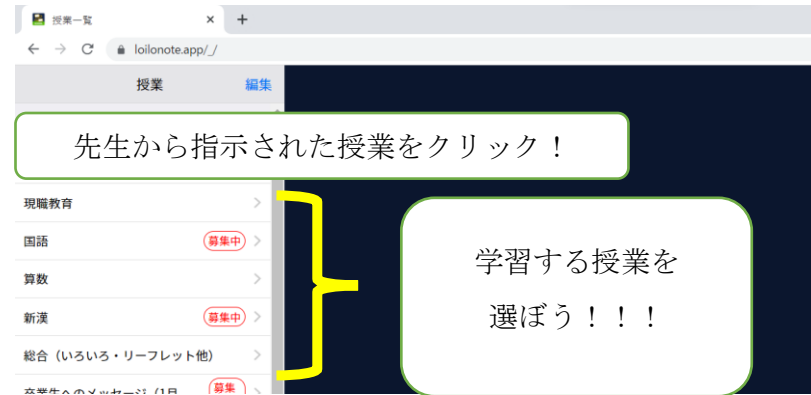 授業一覧
loilonote.app/_/
授業 編集
先生から指示された授業をクリック！
現職教育
国語 募集中
算数
新漢 募集中
総合（いろいろ・リーフレット他）
募集
学習する授業を
選ぼう！！！